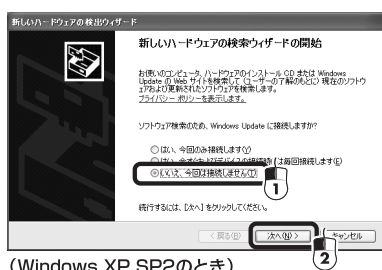 新しいハードウェアの検出ウィザード
新しいハードウェアの検索ウィザードの開始
お使いのコンピュータ、ハードウェアのインストール CD または Windows
Update の Web サイトを検索して (ユーザーの了解のもとに) 現在のソフトウ
ェアおよび更新されたソフトウェアを検索します。
プライバシー ポリシーを表示します。
ソフトウェア検索のため、Windows Update に接続しますか?
はい、今回のみ接続します(Y)
はい、今すぐおよびデバイスの接続時には毎回接続します(E)
いいえ、今回は接続しません(T)
1
続行するには、[次へ] をクリックしてください。
< 戻る(B) 次へ(N) > キャンセル
2
(Windows XP SP2のとき)